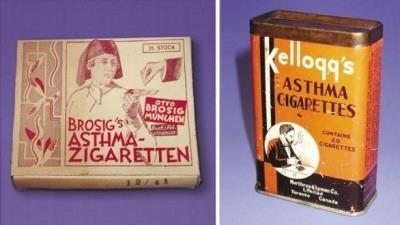 25 STOCK
OTTO
BROSIG
MÜNCHEN
BROSIG's
ASTHMA-
ZIGARETTEN
12/41
Kellogg's
ASTHMA
CIGARETTES
CONTAINS
20
CIGARETTES
Northrop & Lyman Co.
Limited
Toronto Canada